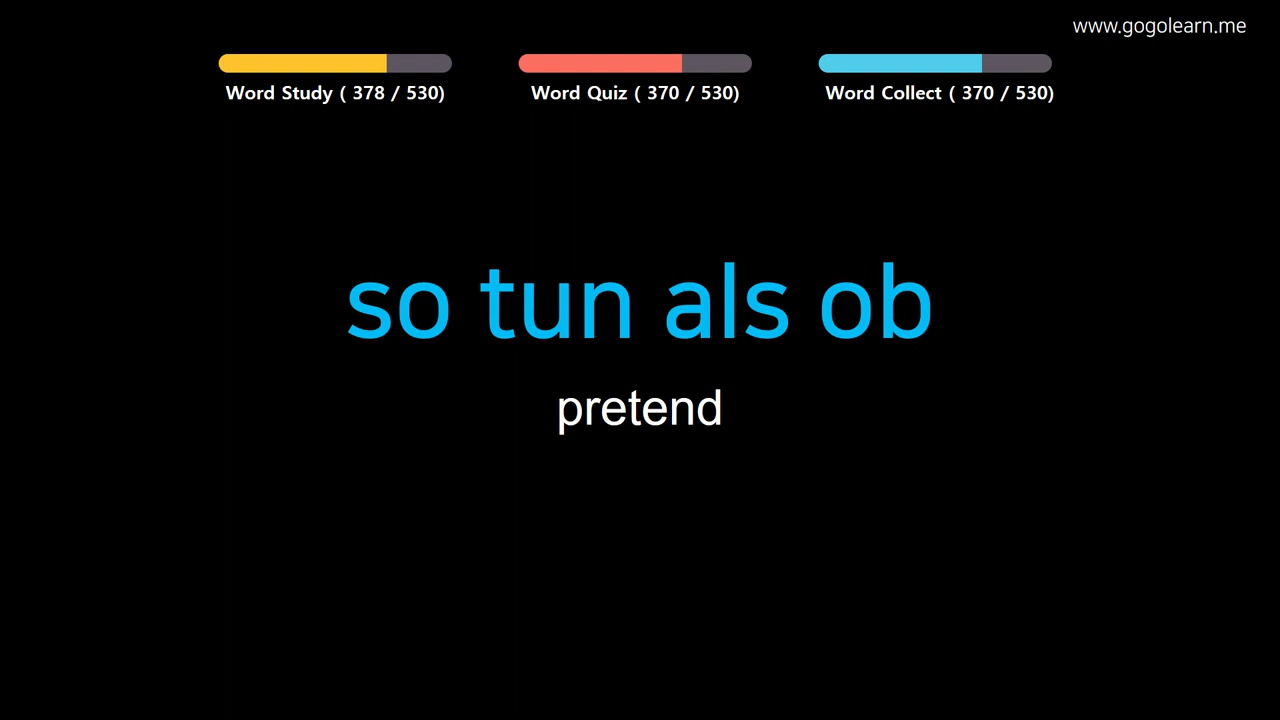 www.gogolearn.me
Word Study ( 378 / 530)
Word Quiz ( 370 / 530)
Word Collect ( 370 / 530)
so tun als ob
pretend